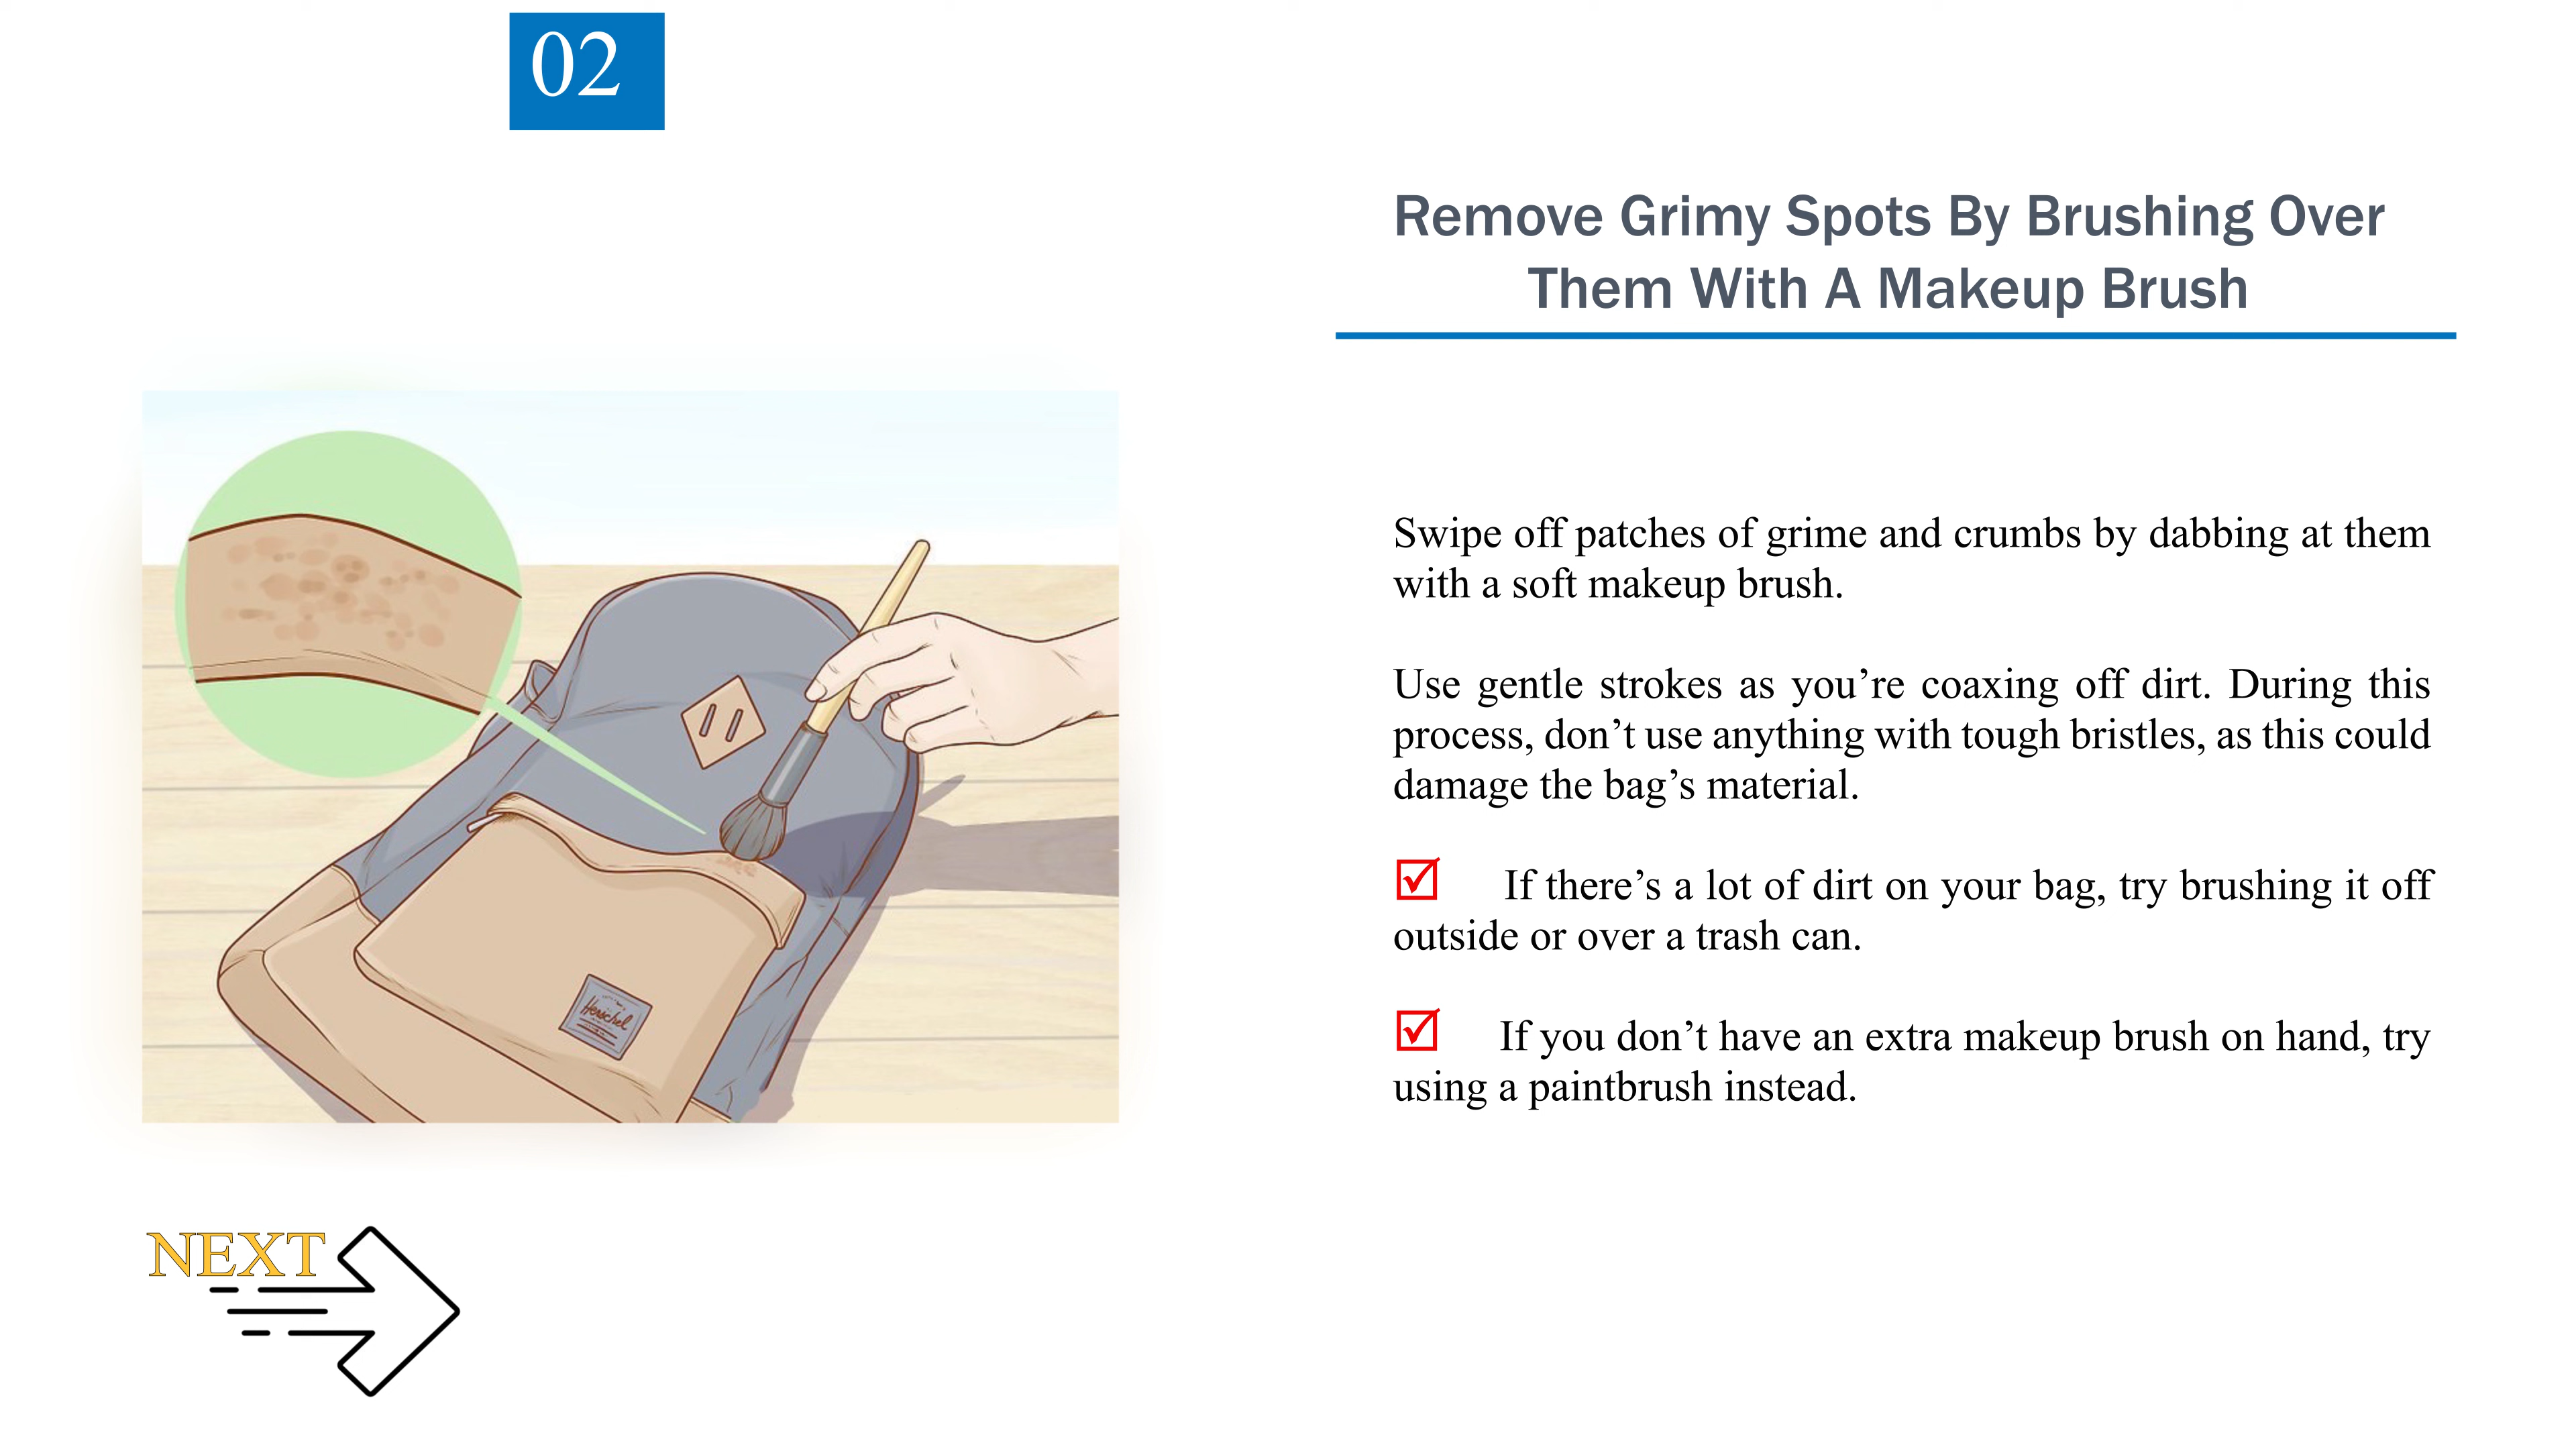 02
Remove Grimy Spots By Brushing Over
Them With A Makeup Brush
Swipe off patches of grime and crumbs by dabbing at them
with a soft makeup brush.
Use gentle strokes as you’re coaxing off dirt. During this
process, don’t use anything with tough bristles, as this could
damage the bag’s material.
If there’s a lot of dirt on your bag, try brushing it off
outside or over a trash can.
If you don’t have an extra makeup brush on hand, try
using a paintbrush instead.
Herschel
NEXT